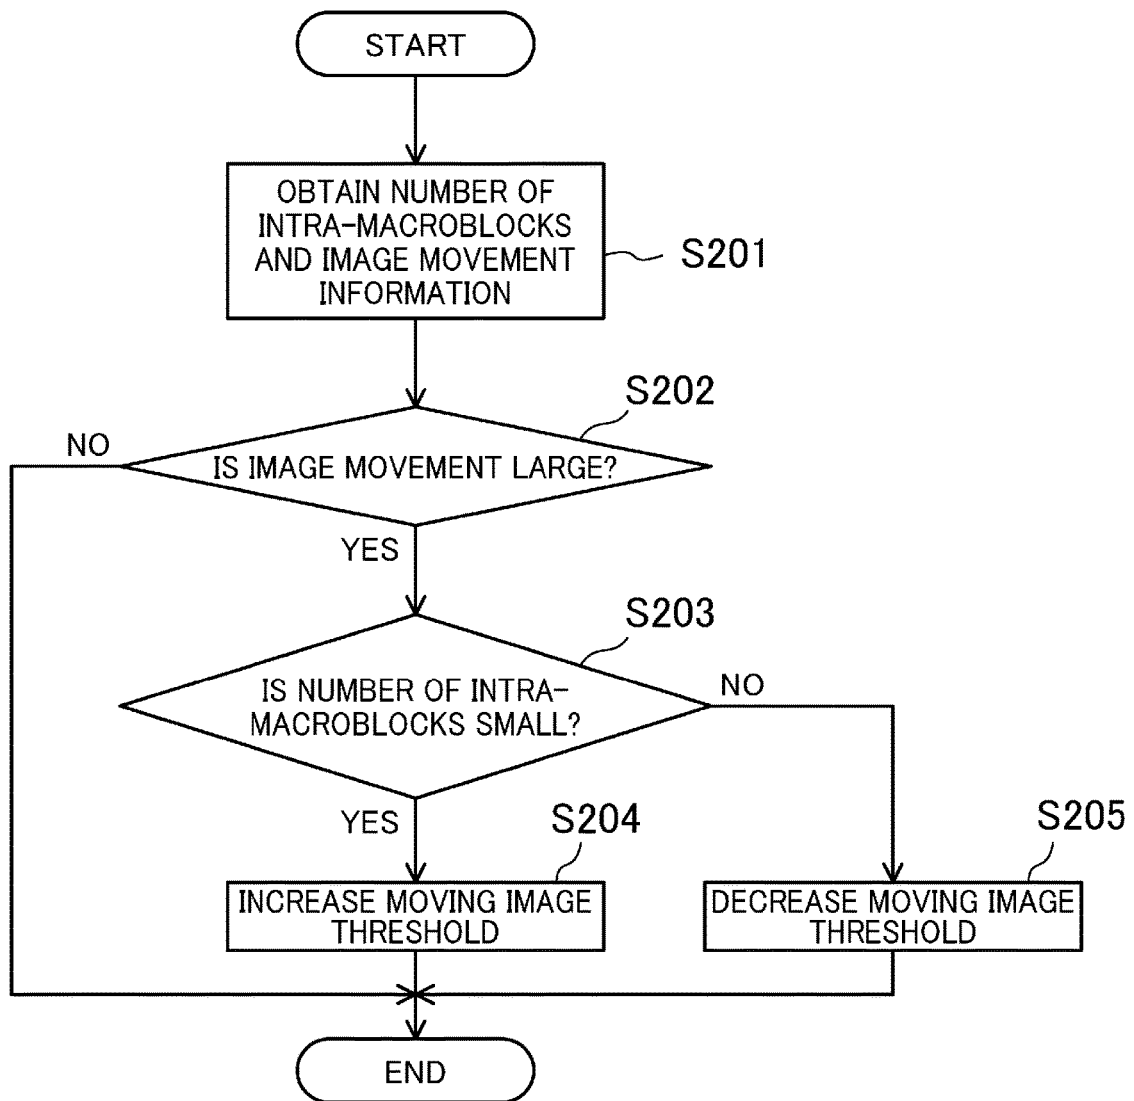 START
OBTAIN NUMBER OF
INTRA-MACROBLOCKS
AND IMAGE MOVEMENT
INFORMATION
S201
S202
NO
IS IMAGE MOVEMENT LARGE?
YES
S203
IS NUMBER OF INTRA-
MACROBLOCKS SMALL?
NO
YES
S204
S205
INCREASE MOVING IMAGE
THRESHOLD
DECREASE MOVING IMAGE
THRESHOLD
END